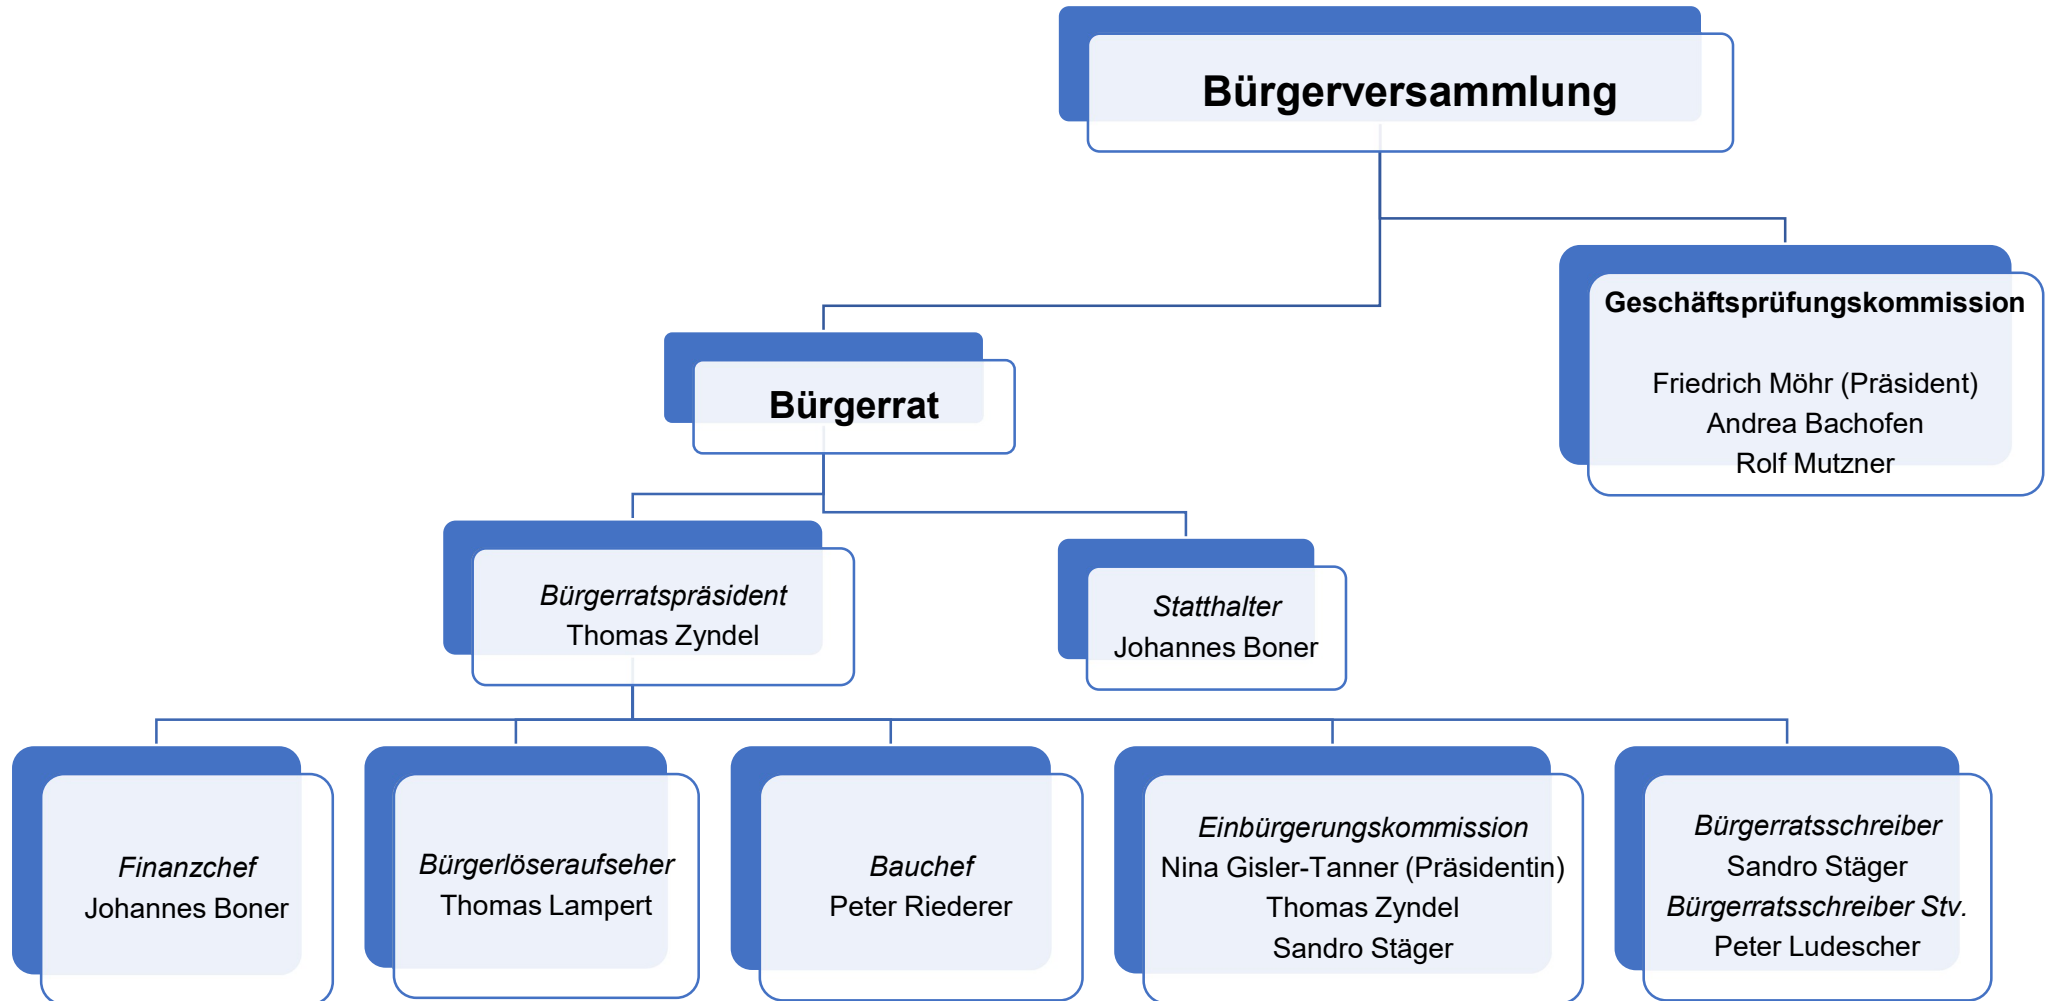 Bürgerversammlung
Geschäftsprüfungskommission
Friedrich Möhr (Präsident)
Andrea Bachofen
Rolf Mutzner
Bürgerrat
Bürgerratspräsident
Thomas Zyndel
Statthalter
Johannes Boner
Finanzchef
Johannes Boner
Bürgerlöseraufseher
Thomas Lampert
Bauchef
Peter Riederer
Einbürgerungskommission
Nina Gisler-Tanner (Präsidentin)
Thomas Zyndel
Sandro Stäger
Bürgerratsschreiber
Sandro Stäger
Bürgerratsschreiber Stv.
Peter Ludescher